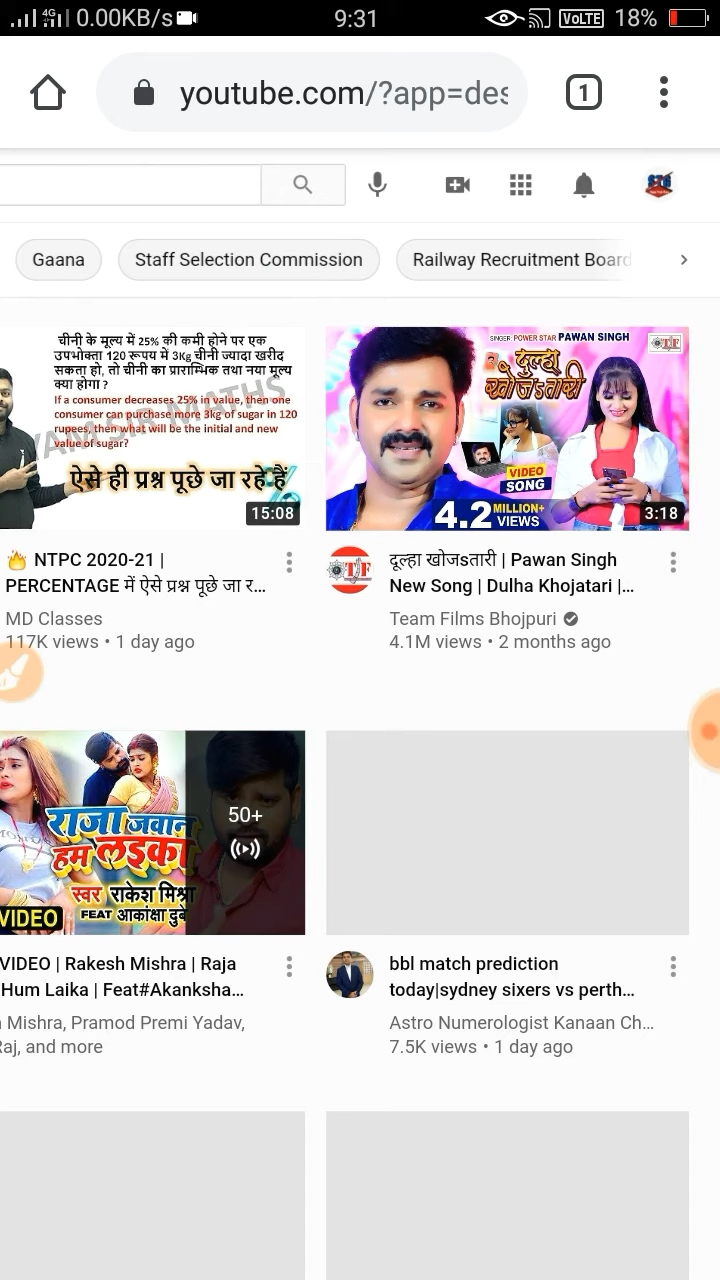 4G 0.00KB/s 9:31 VoLTE 18%
youtube.com/?app=des
1
Gaana Staff Selection Commission Railway Recruitment Board
चीनी के मूल्य में 25% की कमी होने पर एक
उपभोक्ता 120 रूपय में 3Kg चीनी ज्यादा खरीद
सकता हो, तो चीनी का प्रारम्भिक तथा नया मूल्य
क्या होगा ?
If a consumer decreases 25% in value, then one
consumer can purchase more 3kg of sugar in 120
rupees, then what will be the initial and new
value of sugar?
YAM SIR MATHS
ऐसे ही प्रश्न पूछे जा रहे हैं
15:08
SINGER: POWER STAR PAWAN SINGH
दूल्हा
खोजsतारी
VIDEO
SONG
4.2 MILLION+
VIEWS
3:18
🔥 NTPC 2020-21 |
PERCENTAGE में ऐसे प्रश्न पूछे जा र...
MD Classes
117K views • 1 day ago
TF
दूल्हा खोजsतारी | Pawan Singh
New Song | Dulha Khojatari |...
Team Films Bhojpuri
4.1M views • 2 months ago
राजा जवान
हम लइका
स्वर राकेश मिश्रा
FEAT आकांक्षा दुबे
VIDEO
50+
VIDEO | Rakesh Mishra | Raja
Hum Laika | Feat#Akanksha...
Mishra, Pramod Premi Yadav,
Raj, and more
bbl match prediction
today|sydney sixers vs perth...
Astro Numerologist Kanaan Ch...
7.5K views • 1 day ago